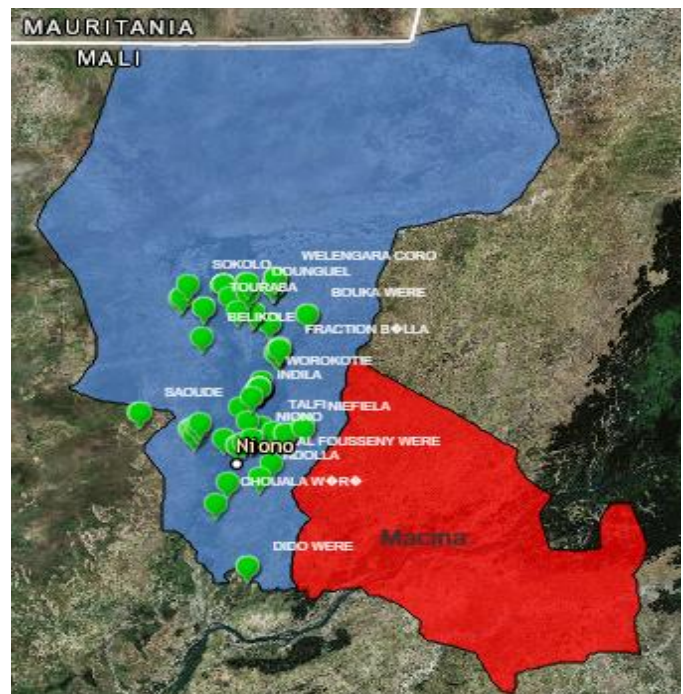 MAURITANIA
MALI
WELENGARA CORO
SOKOLO
DOUNGUEL
TOURABA
BOUKA WERE
BELIKOLE
FRACTION B�LLA
WOROKOTIE
INDILA
SAOUDE
TALFI
NIEFIELA
NIONO
Niono
AL FOUSSENY WERE
NDOLLA
CHOUALA W�R�
Macina
DIDO WERE